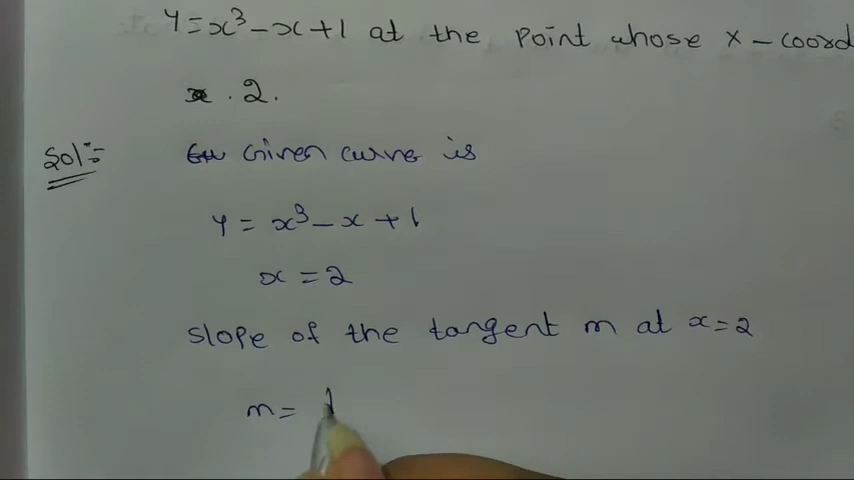 y = x³ - x + 1 at the point whose x - coord
x . 2.
Sol:- Given curve is
y = x³ - x + 1
x = 2
slope of the tangent m at x = 2
m =